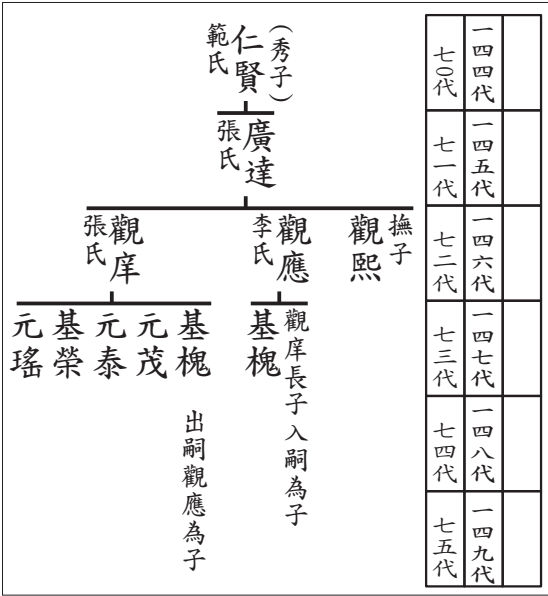 一四四代
一四五代
一四六代
一四七代
一四八代
一四九代
七〇代
七一代
七二代
七三代
七四代
七五代
(秀子)
仁賢
範氏
廣達
張氏
撫子
觀熙
觀應
李氏
觀庠
張氏
觀庠長子入嗣為子
基槐
基槐
出嗣觀應為子
元茂
元泰
基榮
元瑤